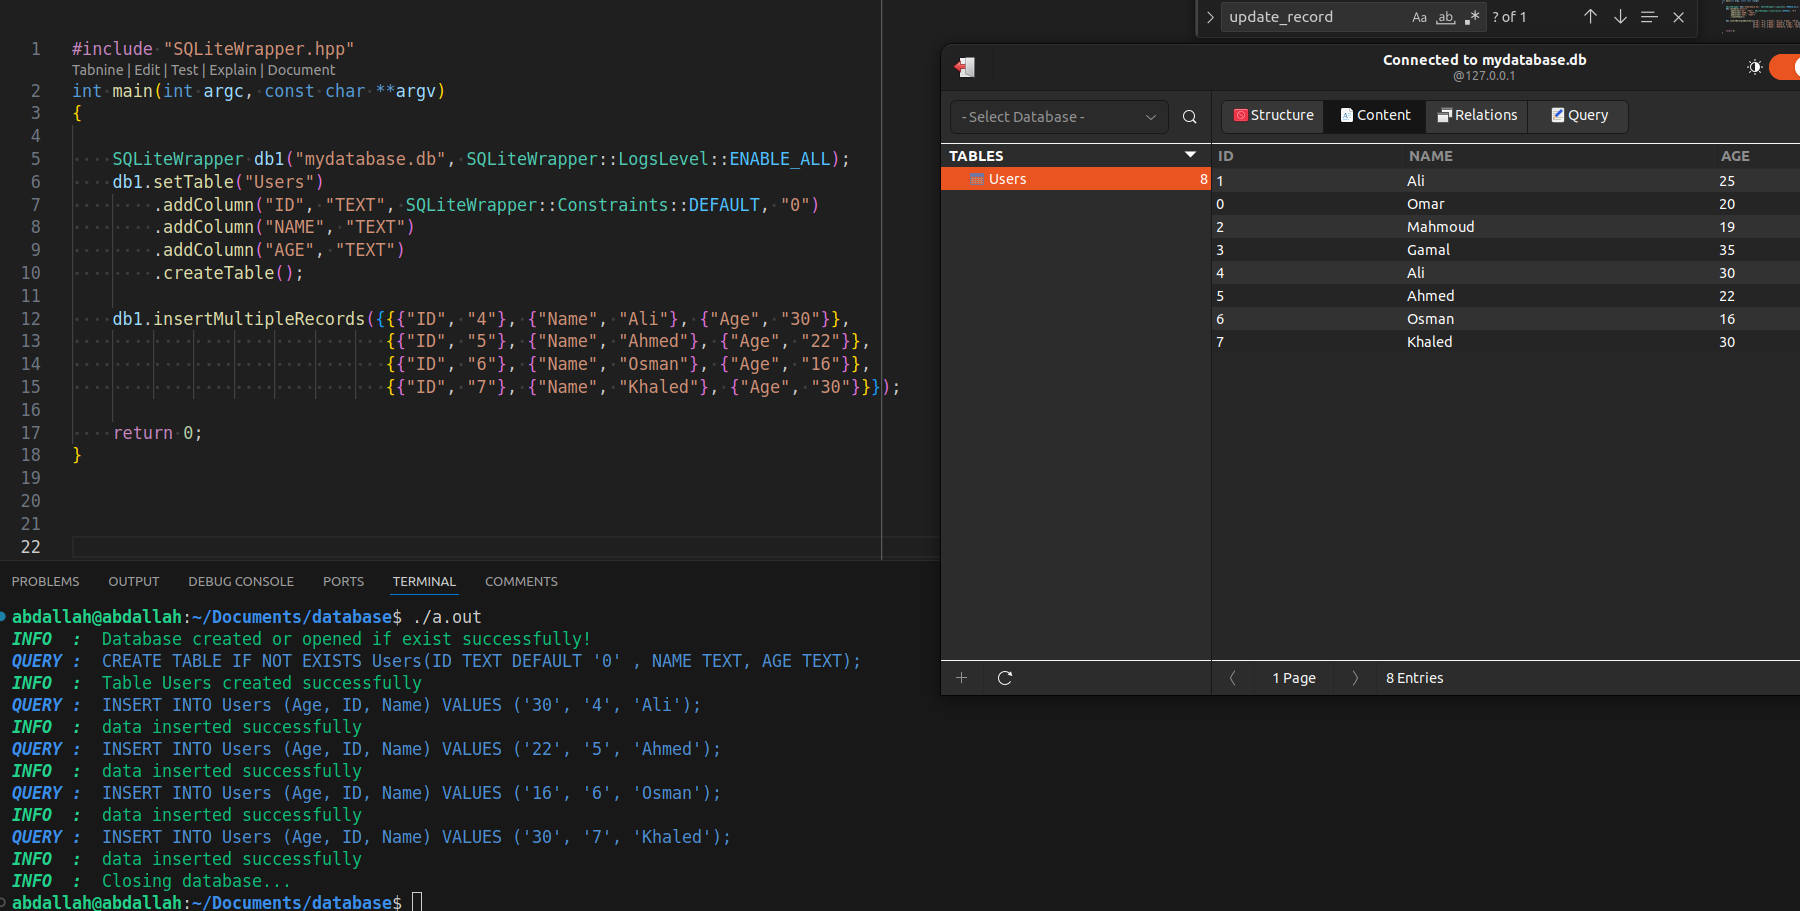 1 #include "SQLiteWrapper.hpp"
Tabnine | Edit | Test | Explain | Document
2 int main(int argc, const char **argv)
3 {
4
5 SQLiteWrapper db1("mydatabase.db", SQLiteWrapper::LogsLevel::ENABLE_ALL);
6 db1.setTable("Users")
7 .addColumn("ID", "TEXT", SQLiteWrapper::Constraints::DEFAULT, "0")
8 .addColumn("NAME", "TEXT")
9 .addColumn("AGE", "TEXT")
10 .createTable();
11
12 db1.insertMultipleRecords({{{"ID", "4"}, {"Name", "Ali"}, {"Age", "30"}},
13 {{"ID", "5"}, {"Name", "Ahmed"}, {"Age", "22"}},
14 {{"ID", "6"}, {"Name", "Osman"}, {"Age", "16"}},
15 {{"ID", "7"}, {"Name", "Khaled"}, {"Age", "30"}}});
16
17 return 0;
18 }
19
20
21
22
update_record Aa ab .* ? of 1
Connected to mydatabase.db
@127.0.0.1
- Select Database -
Structure Content Relations Query
TABLES
Users 8
ID NAME AGE
1 Ali 25
0 Omar 20
2 Mahmoud 19
3 Gamal 35
4 Ali 30
5 Ahmed 22
6 Osman 16
7 Khaled 30
1 Page 8 Entries
PROBLEMS OUTPUT DEBUG CONSOLE PORTS TERMINAL COMMENTS
abdallah@abdallah:~/Documents/database$ ./a.out
INFO : Database created or opened if exist successfully!
QUERY : CREATE TABLE IF NOT EXISTS Users(ID TEXT DEFAULT '0' , NAME TEXT, AGE TEXT);
INFO : Table Users created successfully
QUERY : INSERT INTO Users (Age, ID, Name) VALUES ('30', '4', 'Ali');
INFO : data inserted successfully
QUERY : INSERT INTO Users (Age, ID, Name) VALUES ('22', '5', 'Ahmed');
INFO : data inserted successfully
QUERY : INSERT INTO Users (Age, ID, Name) VALUES ('16', '6', 'Osman');
INFO : data inserted successfully
QUERY : INSERT INTO Users (Age, ID, Name) VALUES ('30', '7', 'Khaled');
INFO : data inserted successfully
INFO : Closing database...
abdallah@abdallah:~/Documents/database$